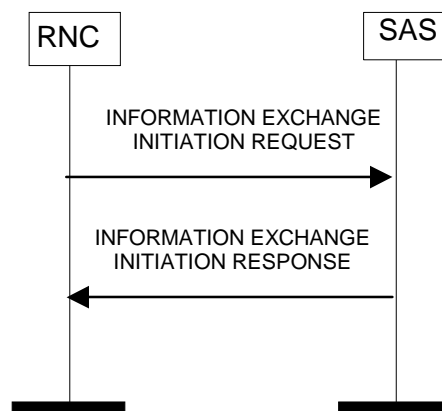 RNC
SAS
INFORMATION EXCHANGE
INITIATION REQUEST
INFORMATION EXCHANGE
INITIATION RESPONSE